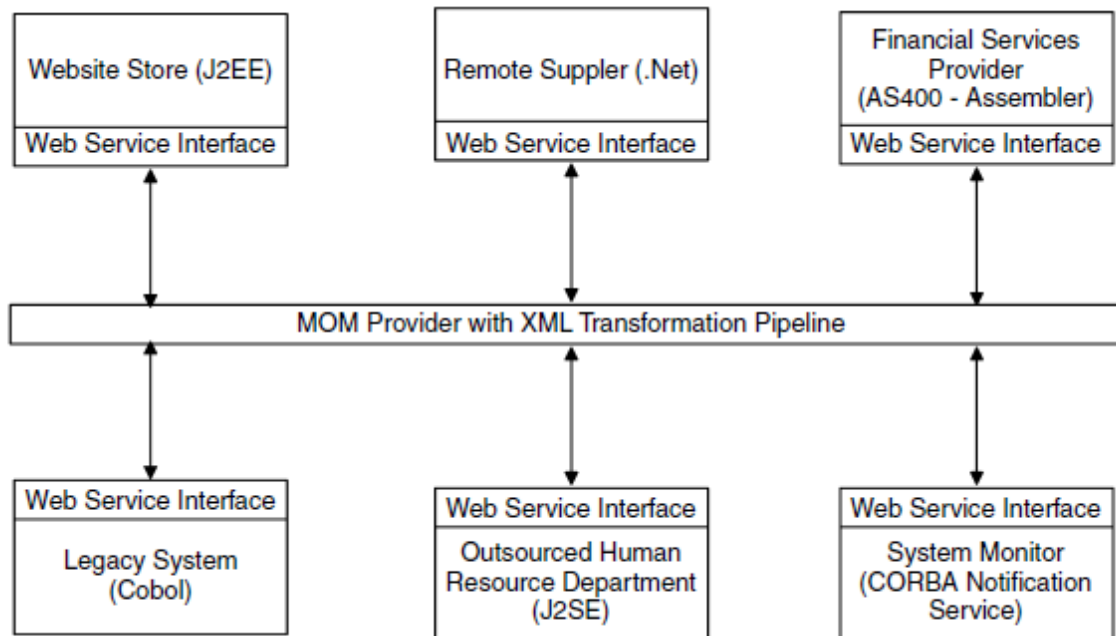 Website Store (J2EE)
Web Service Interface
Remote Suppler (.Net)
Web Service Interface
Financial Services
Provider
(AS400 - Assembler)
Web Service Interface
MOM Provider with XML Transformation Pipeline
Web Service Interface
Legacy System
(Cobol)
Web Service Interface
Outsourced Human
Resource Department
(J2SE)
Web Service Interface
System Monitor
(CORBA Notification
Service)